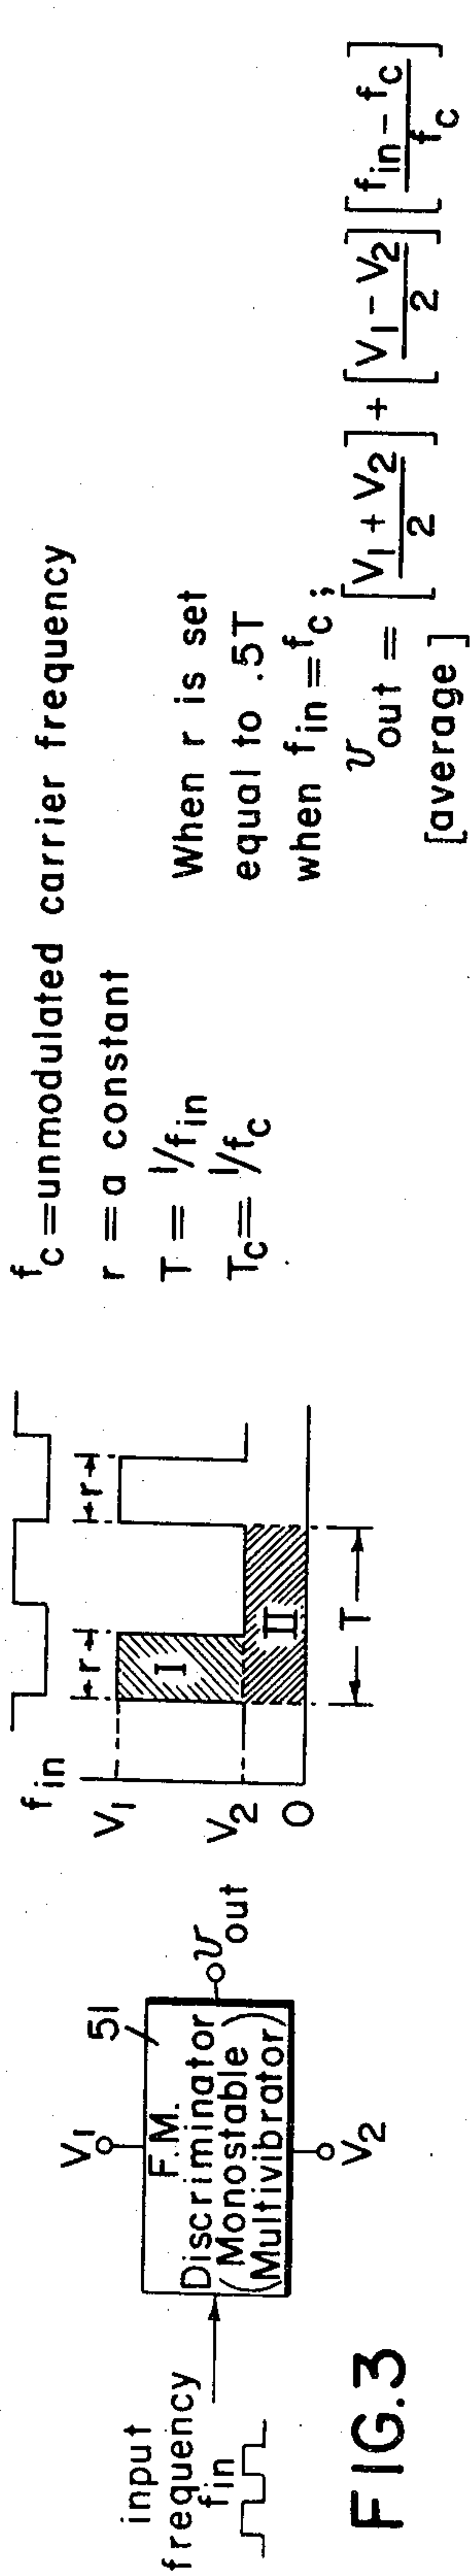 input
frequency
fin
V1
51
F.M.
Discriminator
(Monostable
Multivibrator)
V2
vout
FIG.3
fin
V1
V2
O
r
r
I
II
T
fc=unmodulated carrier frequency
r = a constant
T = 1/fin
Tc= 1/fc
When r is set
equal to .5T
when fin=fc;
vout = [V1 + V2 / 2] + [V1 - V2 / 2] [fin - fc / fc]
[average]